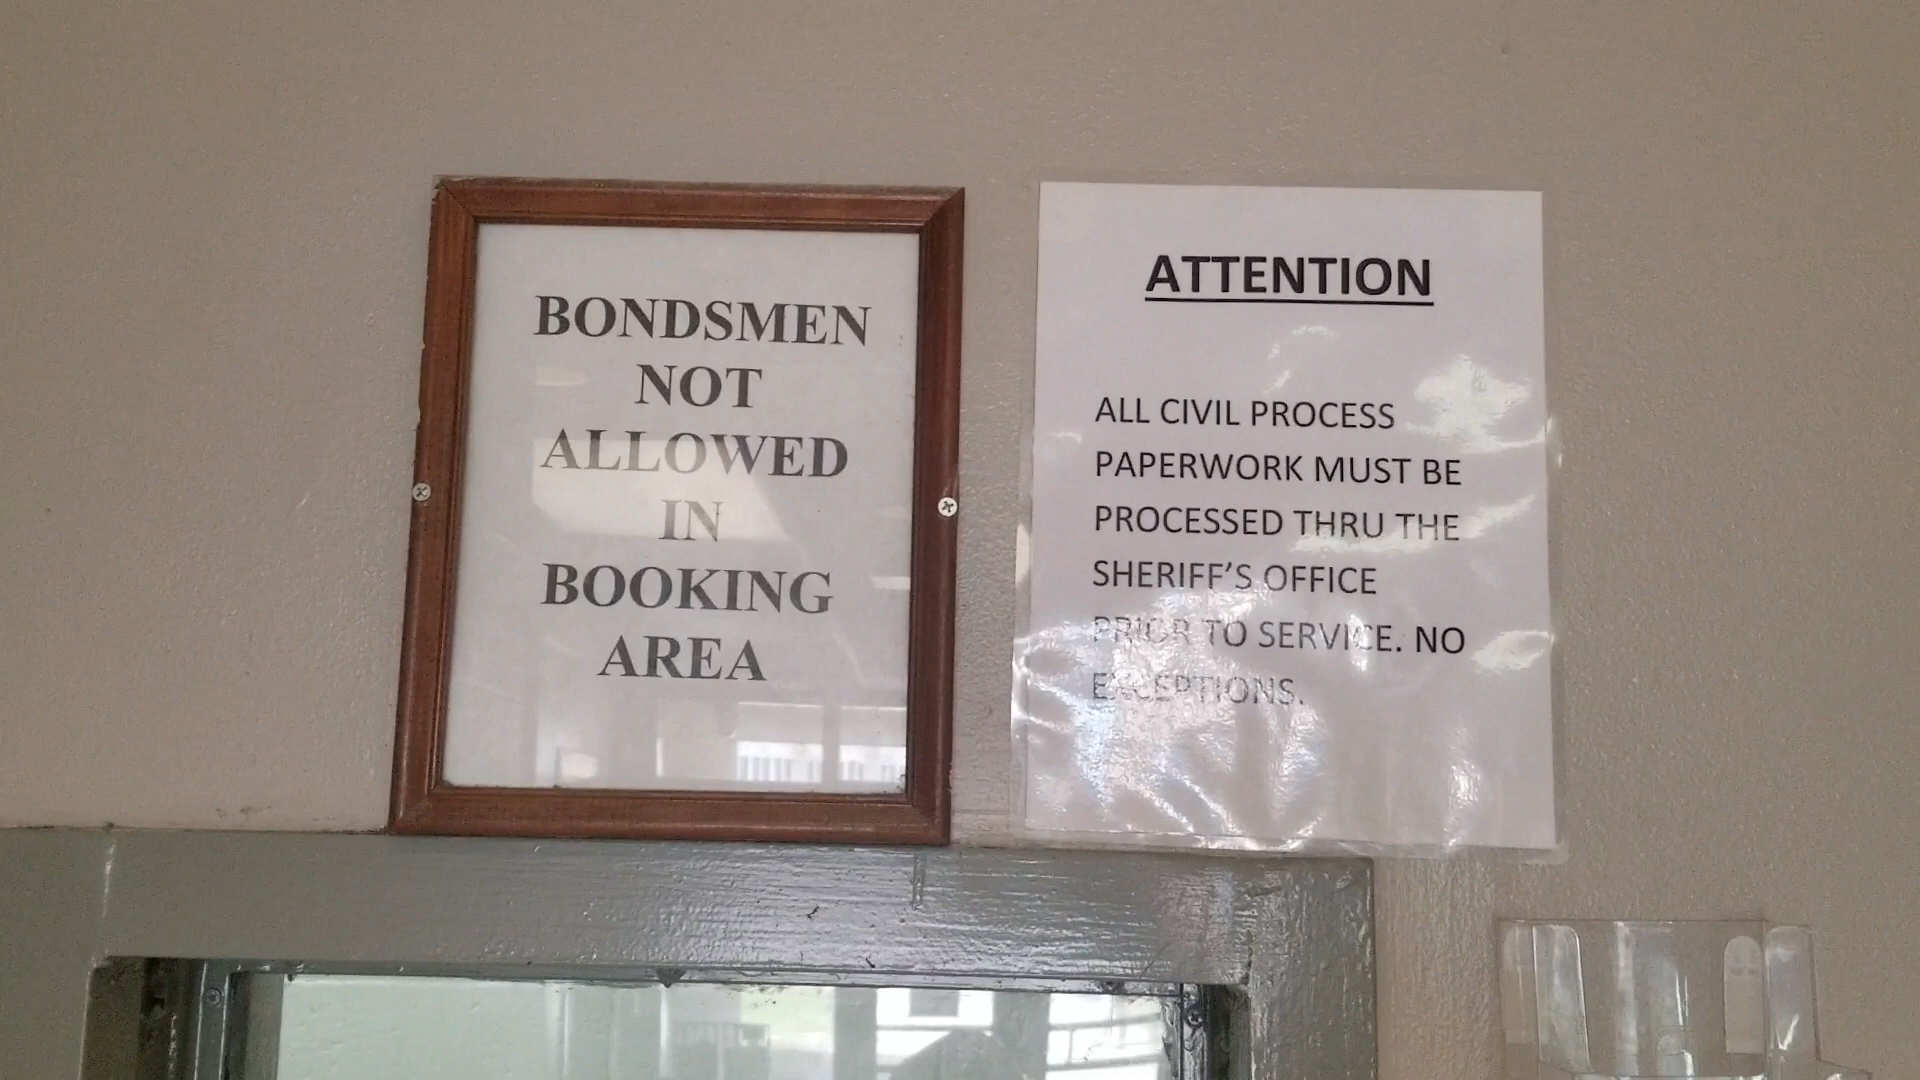 BONDSMEN
NOT
ALLOWED
IN
BOOKING
AREA
ATTENTION
ALL CIVIL PROCESS
PAPERWORK MUST BE
PROCESSED THRU THE
SHERIFF'S OFFICE
PRIOR TO SERVICE. NO
EXCEPTIONS.